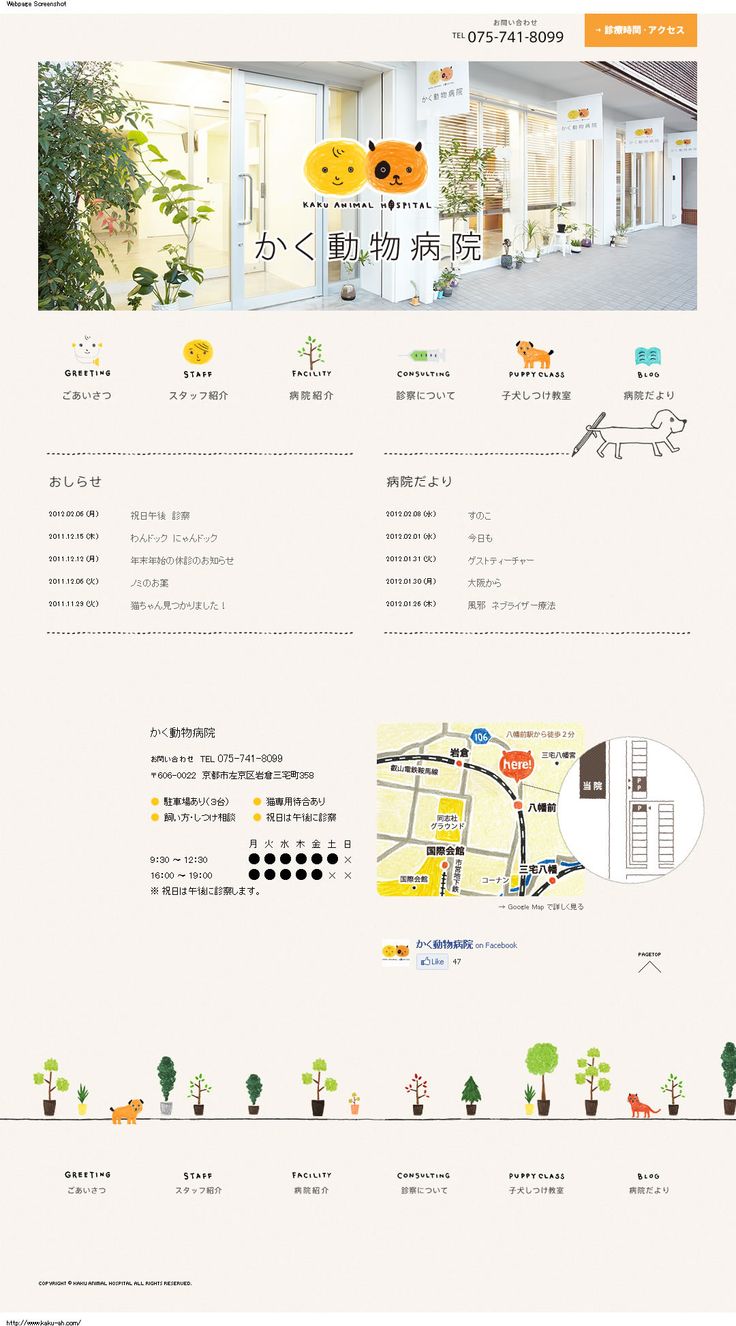 Webpage Screenshot
お問い合わせ
TEL 075-741-8099
→ 診療時間・アクセス
かく動物病院
かく動物病院
KAKU ANIMAL HOSPITAL
かく動物病院
GREETING
ごあいさつ
STAFF
スタッフ紹介
FACILITY
病院紹介
CONSULTING
診察について
PUPPY CLASS
子犬しつけ教室
BLOG
病院だより
おしらせ
2012.02.06 (月) 祝日午後 診察
2011.12.15 (木) わんドック にゃんドック
2011.12.12 (月) 年末年始の休診のお知らせ
2011.12.06 (火) ノミのお薬
2011.11.29 (火) 猫ちゃん見つかりました！
病院だより
2012.02.08 (水) すのこ
2012.02.01 (水) 今日も
2012.01.31 (火) ゲストティーチャー
2012.01.30 (月) 大阪から
2012.01.26 (木) 風邪 ネブライザー療法
かく動物病院
お問い合わせ TEL 075-741-8099
〒606-0022 京都市左京区岩倉三宅町358
● 駐車場あり（3台） ● 猫専用待合あり
● 飼い方・しつけ相談 ● 祝日は午後に診察
月 火 水 木 金 土 日
9:30 ～ 12:30 ● ● ● ● ● ● ×
16:00 ～ 19:00 ● ● ● ● ● × ×
※ 祝日は午後に診察します。
106
八幡前駅から徒歩2分
岩倉
叡山電鉄鞍馬線
here!
三宅八幡宮
八幡前
同志社
グラウンド
国際会館
市営地下鉄
国際会館
コーナン
三宅八幡
当院
P
P
P
→ Google Map で詳しく見る
かく動物病院 on Facebook
Like 47
PAGETOP
GREETING
ごあいさつ
STAFF
スタッフ紹介
FACILITY
病院紹介
CONSULTING
診察について
PUPPY CLASS
子犬しつけ教室
BLOG
病院だより
COPYRIGHT © KAKU ANIMAL HOSPITAL ALL RIGHTS RESERVED.
http://www.kaku-ah.com/